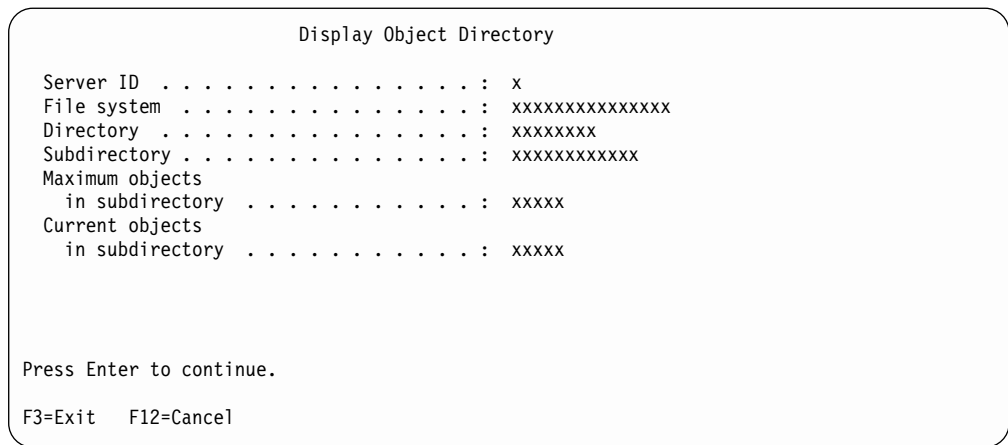 Display Object Directory
Server ID . . . . . . . . . . . . . . . : x
File system . . . . . . . . . . . . . . : xxxxxxxxxxxxxxx
Directory . . . . . . . . . . . . . . . : xxxxxxxx
Subdirectory . . . . . . . . . . . . . . : xxxxxxxxxxxx
Maximum objects
in subdirectory . . . . . . . . . . . : xxxxx
Current objects
in subdirectory . . . . . . . . . . . : xxxxx
Press Enter to continue.
F3=Exit F12=Cancel